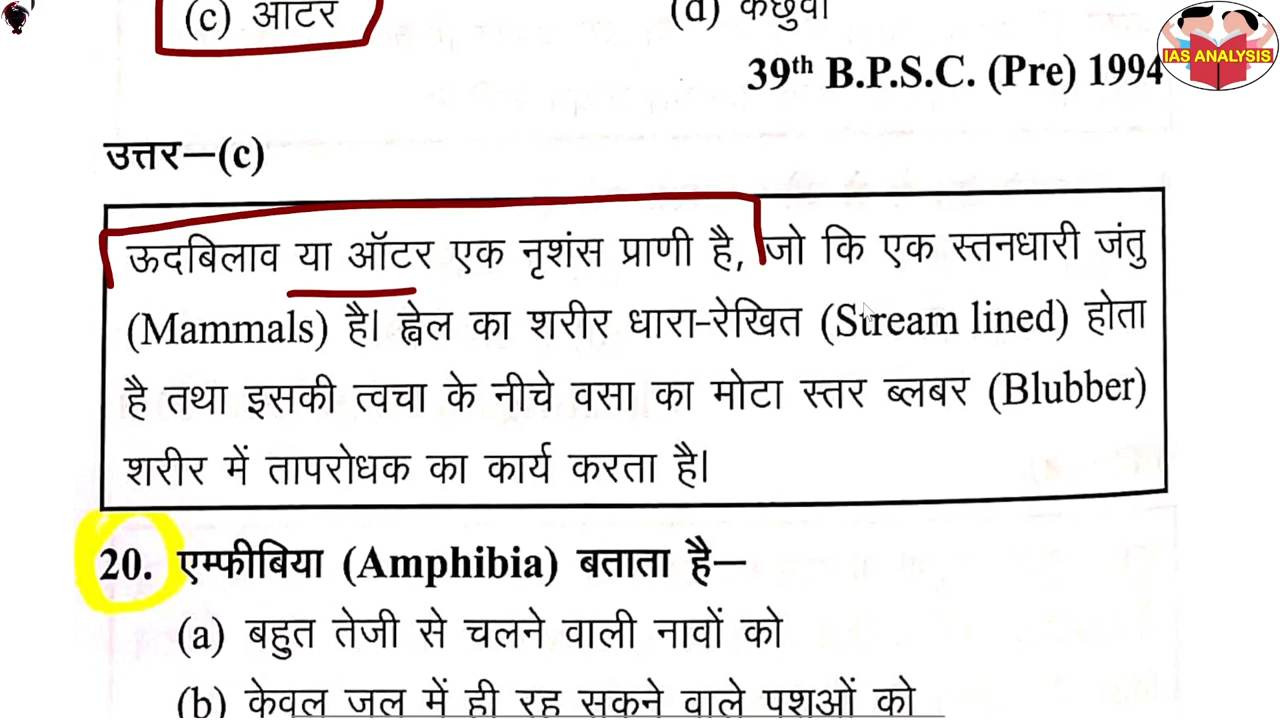 (c) ऑटर
(d) कछुवा
IAS ANALYSIS
39th B.P.S.C. (Pre) 1994
उत्तर–(c)
ऊदबिलाव या ऑटर एक नृशंस प्राणी है, जो कि एक स्तनधारी जंतु
(Mammals) है। ह्वेल का शरीर धारा-रेखित (Stream lined) होता
है तथा इसकी त्वचा के नीचे वसा का मोटा स्तर ब्लबर (Blubber)
शरीर में तापरोधक का कार्य करता है।
20. एम्फीबिया (Amphibia) बताता है–
(a) बहुत तेजी से चलने वाली नावों को
(b) केवल जल में ही रह सकने वाले पशुओं को